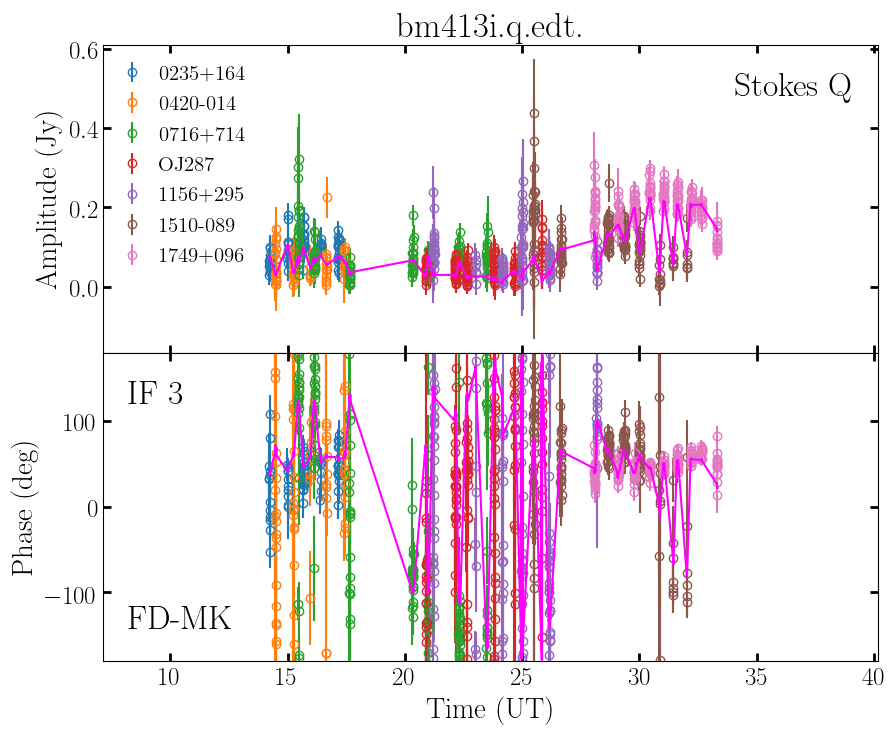 bm413i.q.edt.
0.6
0.4
0.2
0.0
Amplitude (Jy)
0235+164
0420-014
0716+714
OJ287
1156+295
1510-089
1749+096
Stokes Q
IF 3
FD-MK
100
0
−100
Phase (deg)
10 15 20 25 30 35 40
Time (UT)